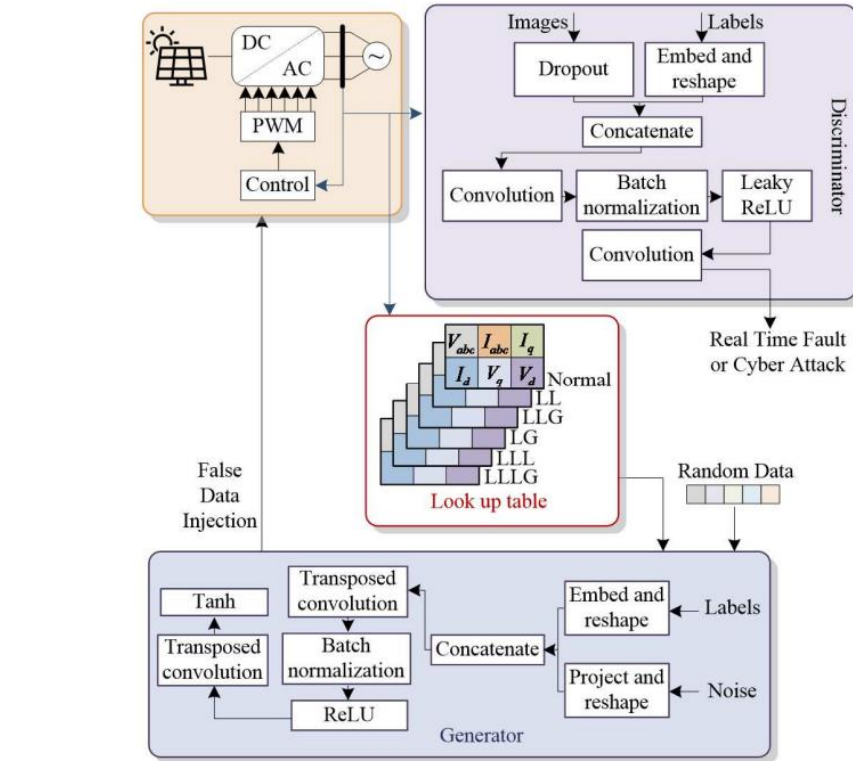 DC
AC
~
PWM
Control
Images
Labels
Dropout
Embed and
reshape
Concatenate
Convolution
Batch
normalization
Leaky
ReLU
Convolution
Discriminator
Real Time Fault
or Cyber Attack
V_abc I_abc I_q
I_d V_q V_d
Normal
LL
LLG
LG
LLL
LLLG
Look up table
False
Data
Injection
Random Data
Transposed
convolution
Tanh
Transposed
convolution
Batch
normalization
ReLU
Concatenate
Embed and
reshape
Labels
Project and
reshape
Noise
Generator